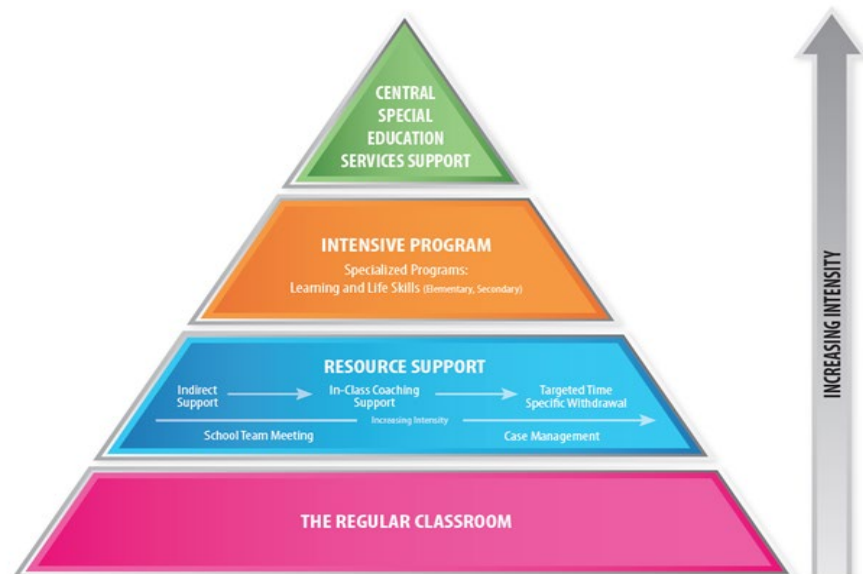 CENTRAL
SPECIAL
EDUCATION
SERVICES SUPPORT
INTENSIVE PROGRAM
Specialized Programs:
Learning and Life Skills (Elementary, Secondary)
RESOURCE SUPPORT
Indirect
Support
In-Class Coaching
Support
Targeted Time
Specific Withdrawal
Increasing Intensity
School Team Meeting
Case Management
THE REGULAR CLASSROOM
INCREASING INTENSITY